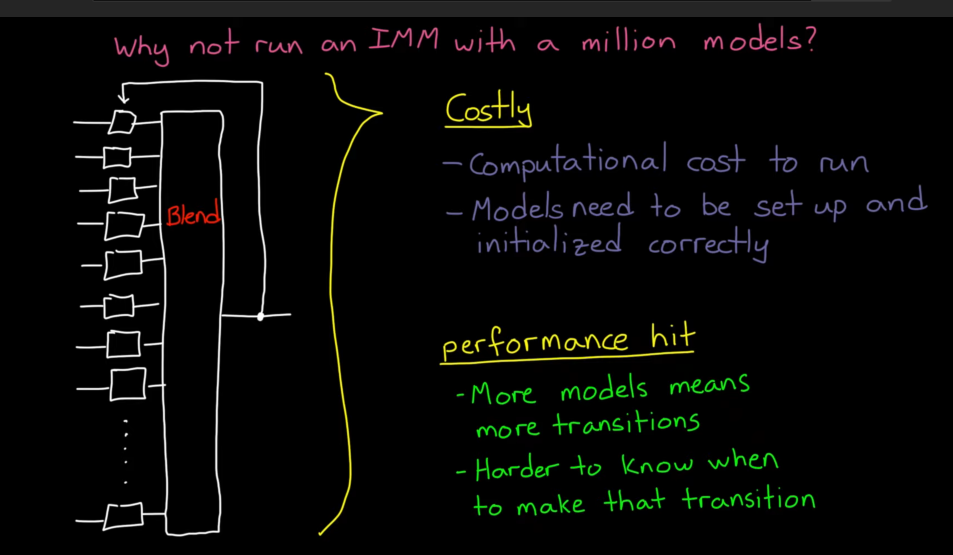 Why not run an IMM with a million models?
Blend
Costly
- Computational cost to run
- Models need to be set up and
initialized correctly
performance hit
- More models means
more transitions
- Harder to know when
to make that transition